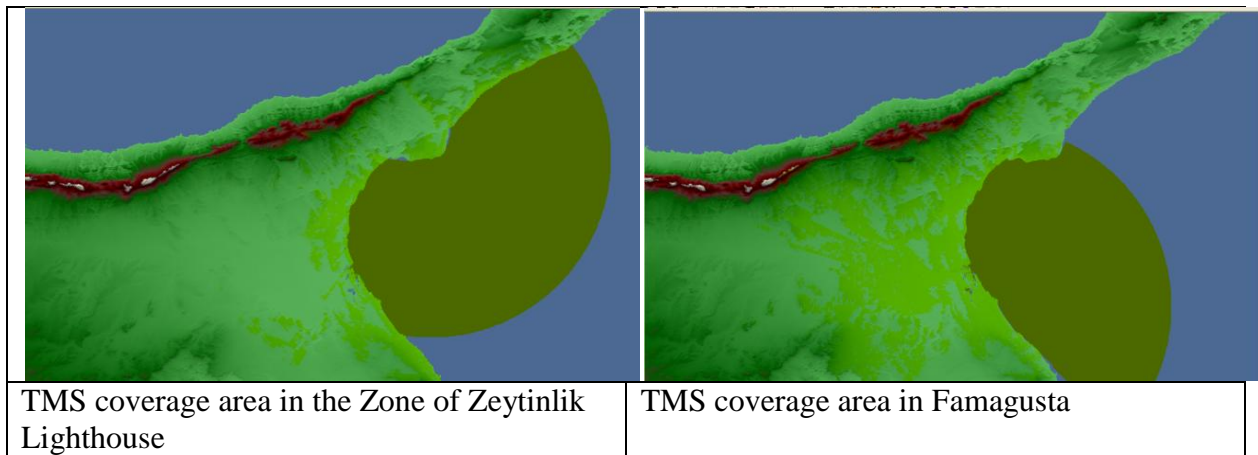 TMS coverage area in the Zone of Zeytinlik
Lighthouse
TMS coverage area in Famagusta